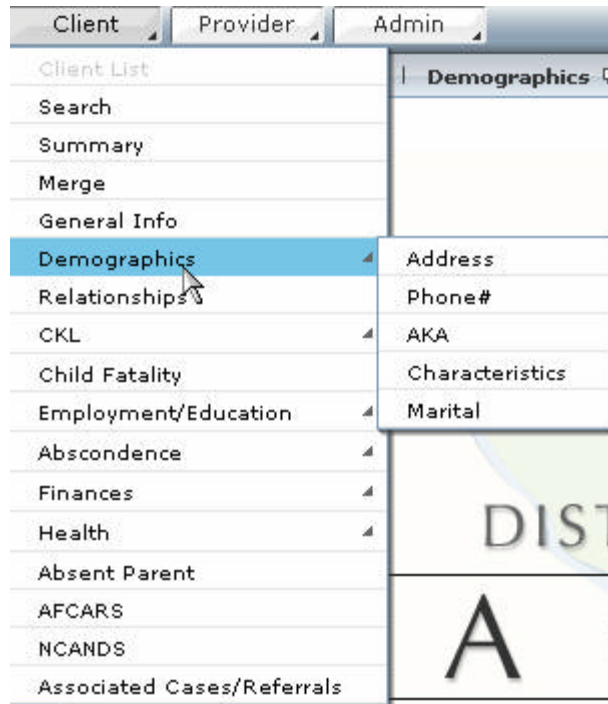 Client Provider Admin
Client List
Demographics
Search
Summary
Merge
General Info
Demographics
Address
Relationships
Phone#
CKL
AKA
Child Fatality
Characteristics
Employment/Education
Marital
Abscondence
Finances
Health
DIST
Absent Parent
AFCARS
A
NCANDS
Associated Cases/Referrals